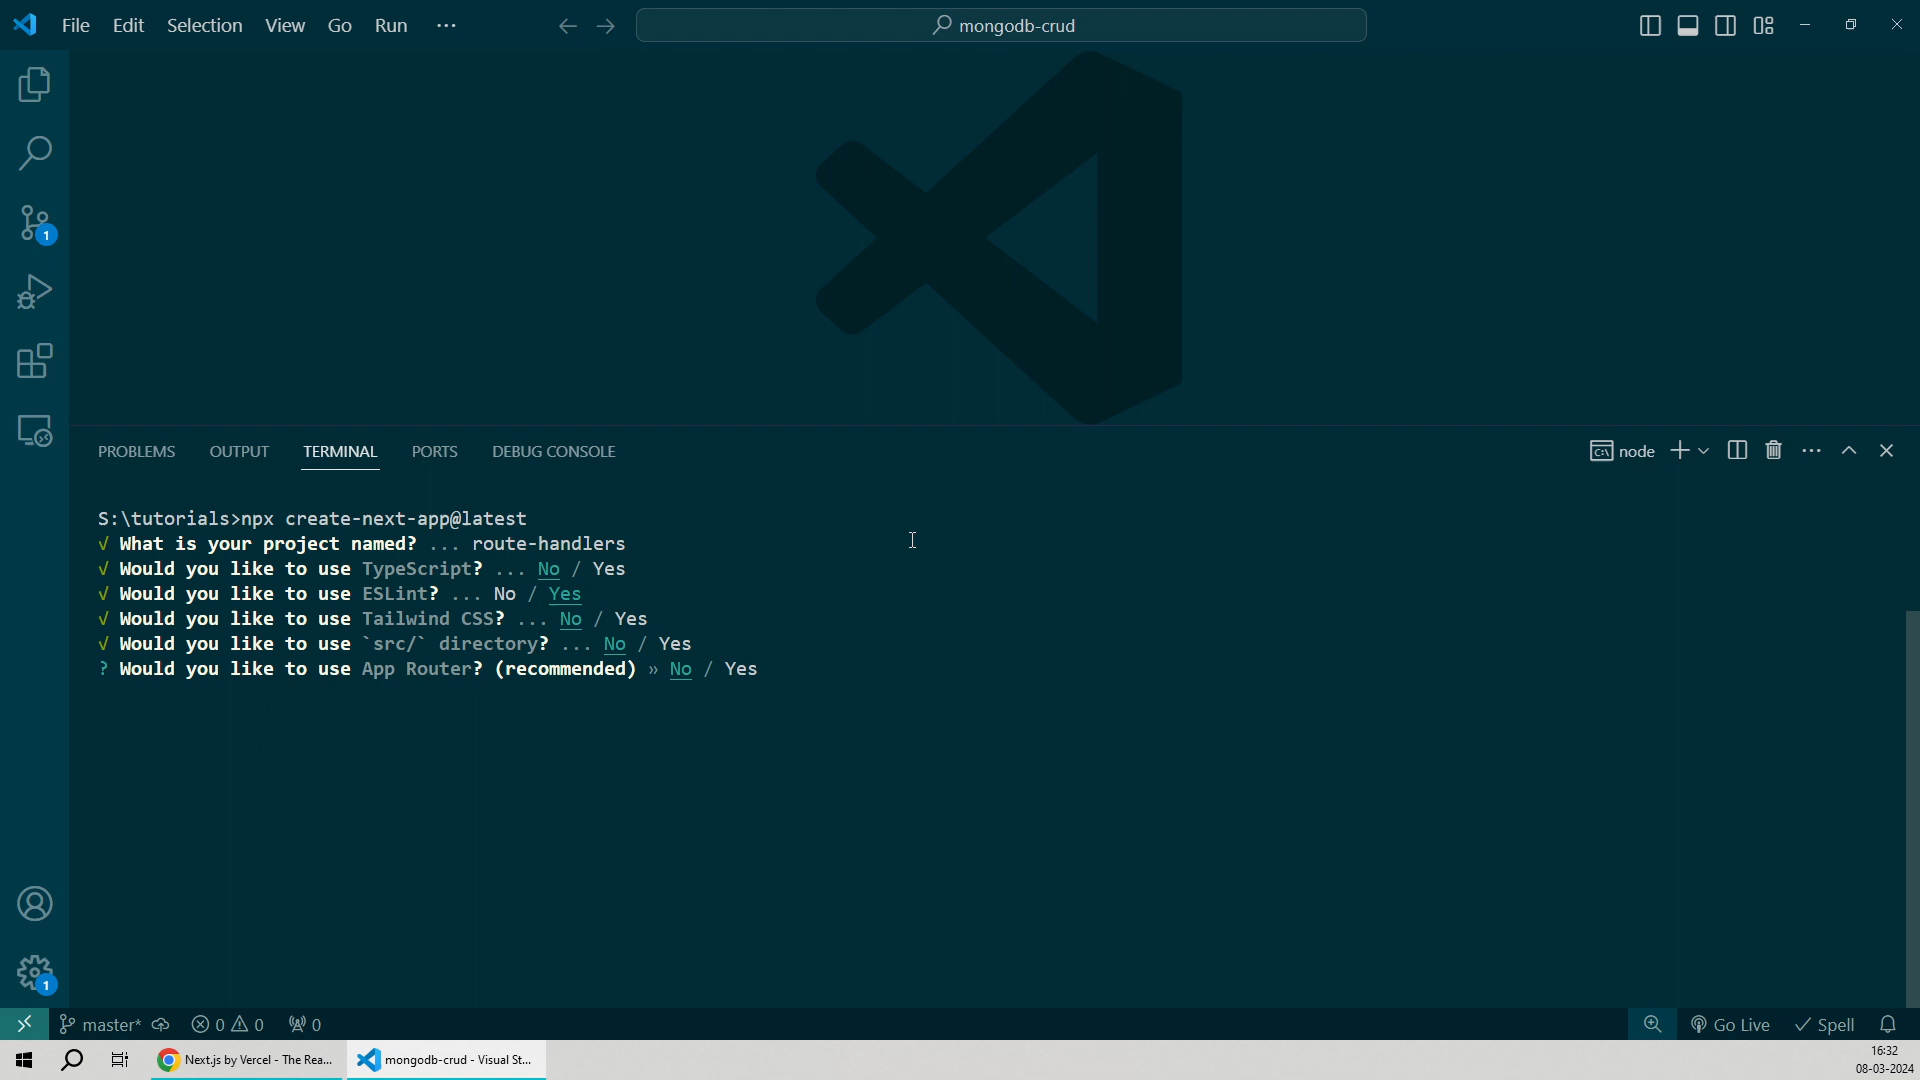 File Edit Selection View Go Run ···
mongodb-crud
1
PROBLEMS OUTPUT TERMINAL PORTS DEBUG CONSOLE
node
S:\tutorials>npx create-next-app@latest
√ What is your project named? ... route-handlers
√ Would you like to use TypeScript? ... No / Yes
√ Would you like to use ESLint? ... No / Yes
√ Would you like to use Tailwind CSS? ... No / Yes
√ Would you like to use `src/` directory? ... No / Yes
? Would you like to use App Router? (recommended) » No / Yes
1
master* 0 0 0 Go Live Spell
Next.js by Vercel - The Rea... mongodb-crud - Visual St...
16:32
08-03-2024